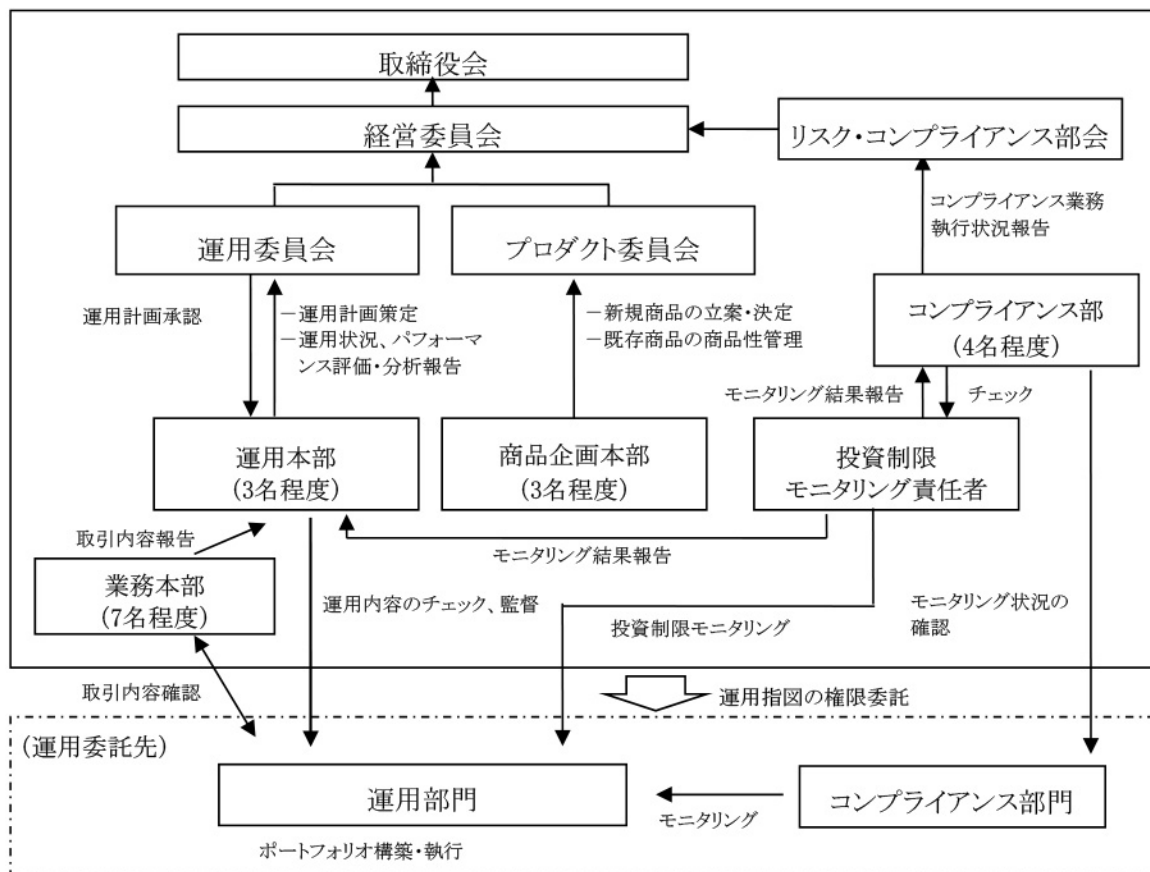 取締役会
経営委員会
リスク・コンプライアンス部会
コンプライアンス業務
執行状況報告
運用委員会
プロダクト委員会
運用計画承認
－運用計画策定
－運用状況、パフォーマ
ンス評価・分析報告
－新規商品の立案・決定
－既存商品の商品性管理
コンプライアンス部
(4名程度)
モニタリング結果報告
チェック
運用本部
(3名程度)
商品企画本部
(3名程度)
投資制限
モニタリング責任者
取引内容報告
モニタリング結果報告
業務本部
(7名程度)
運用内容のチェック、監督
投資制限モニタリング
モニタリング状況の
確認
取引内容確認
運用指図の権限委託
(運用委託先)
運用部門
モニタリング
コンプライアンス部門
ポートフォリオ構築・執行